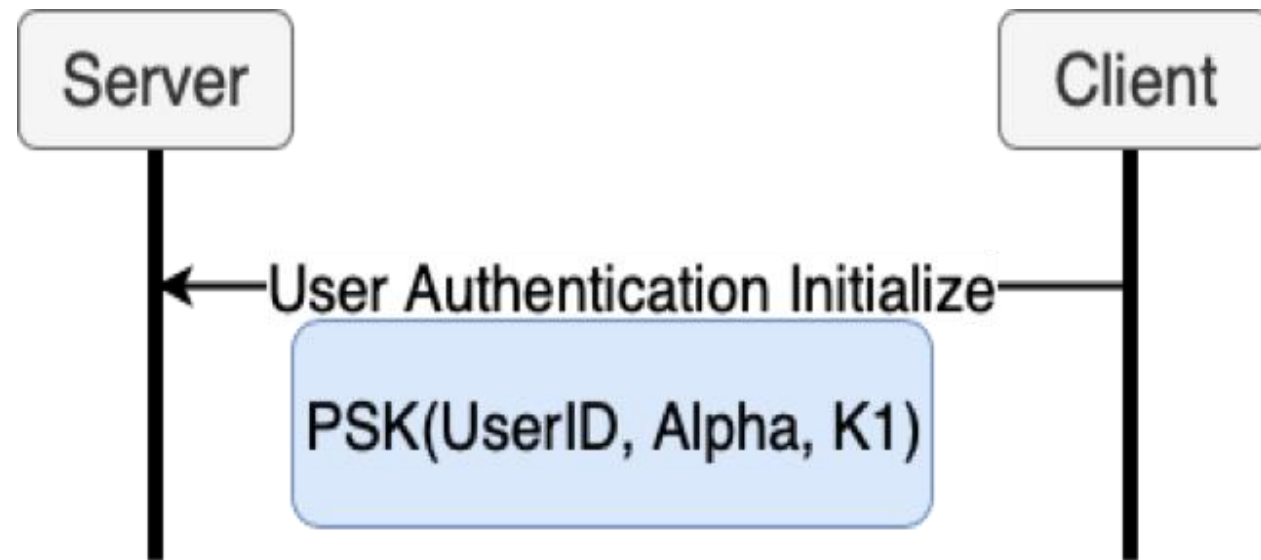 Server
Client
User Authentication Initialize
PSK(UserID, Alpha, K1)